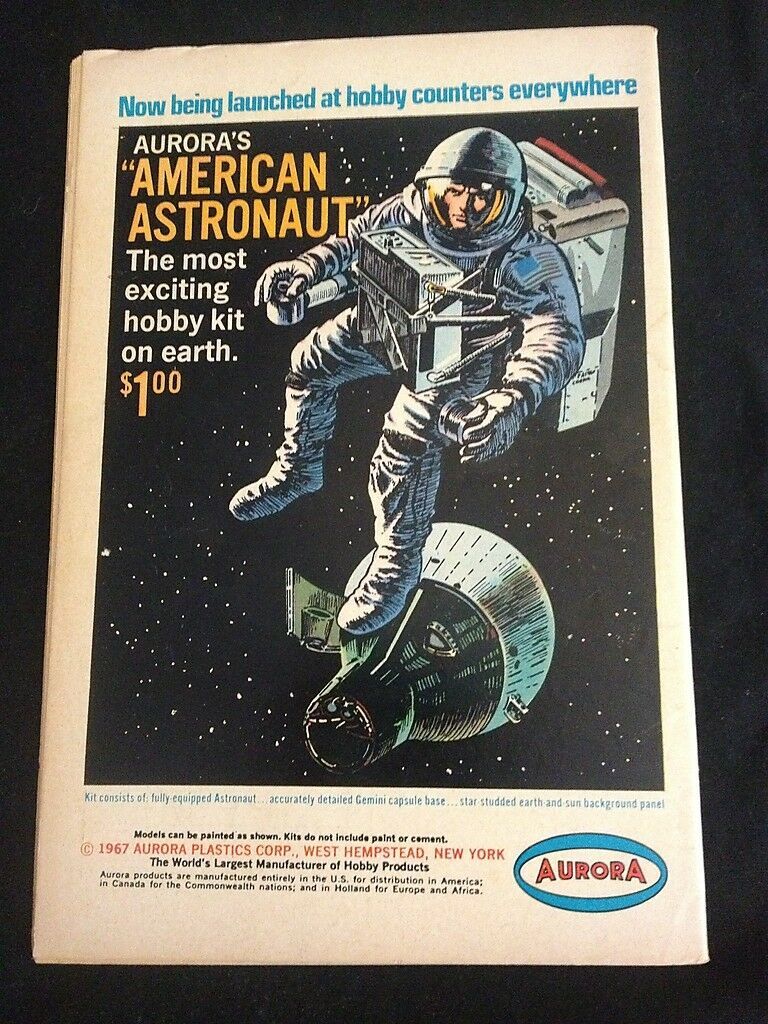 Now being launched at hobby counters everywhere
AURORA'S
"AMERICAN
ASTRONAUT"
The most
exciting
hobby kit
on earth.
$1.00
Kit consists of: fully-equipped Astronaut... accurately detailed Gemini capsule base... star studded earth-and-sun background panel
Models can be painted as shown. Kits do not include paint or cement.
© 1967 AURORA PLASTICS CORP., WEST HEMPSTEAD, NEW YORK
The World's Largest Manufacturer of Hobby Products
Aurora products are manufactured entirely in the U.S. for distribution in America;
in Canada for the Commonwealth nations; and in Holland for Europe and Africa.
AURORA